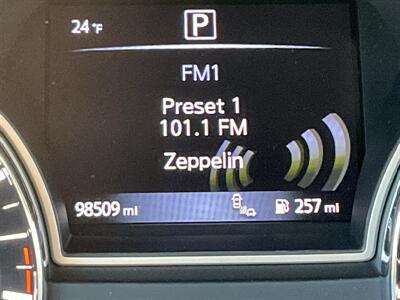 24°F P
FM1
Preset 1
101.1 FM
Zeppelin
98509 mi 257 mi